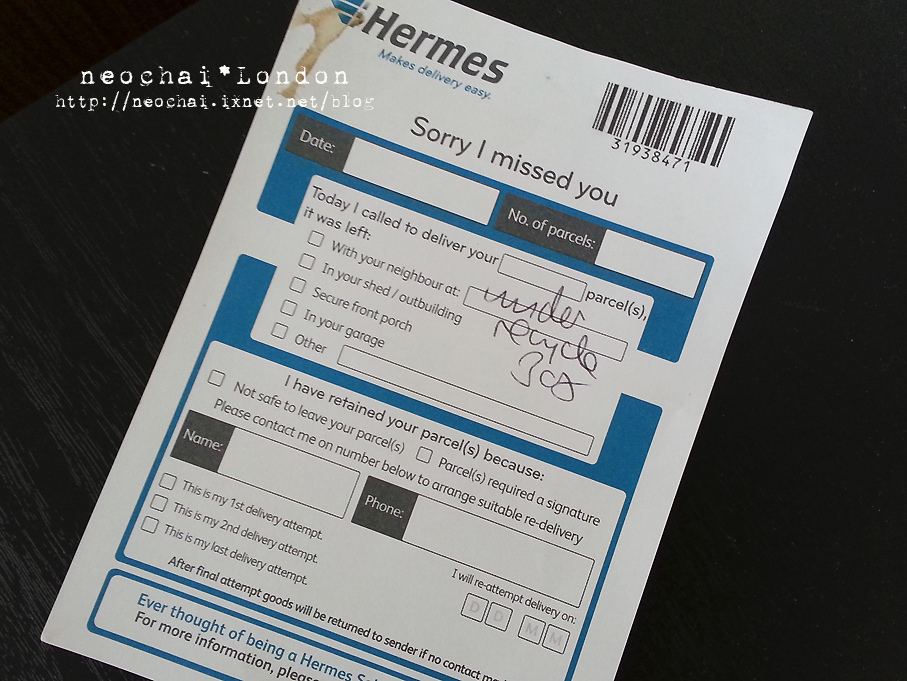 Hermes
Makes delivery easy.
neochai*London
http://neochai.ixnet.net/blog
31938471
Sorry I missed you
Date:
No. of parcels:
Today I called to deliver your parcel(s),
it was left:
With your neighbour at:
In your shed / outbuilding
Secure front porch
In your garage
Other
under
recycle
Box
I have retained your parcel(s) because:
Not safe to leave your parcel(s)
Parcel(s) required a signature
Please contact me on number below to arrange suitable re-delivery
Name:
Phone:
This is my 1st delivery attempt.
This is my 2nd delivery attempt.
This is my last delivery attempt.
I will re-attempt delivery on:
D D M M
After final attempt goods will be returned to sender if no contact
Ever thought of being a Hermes
For more information,